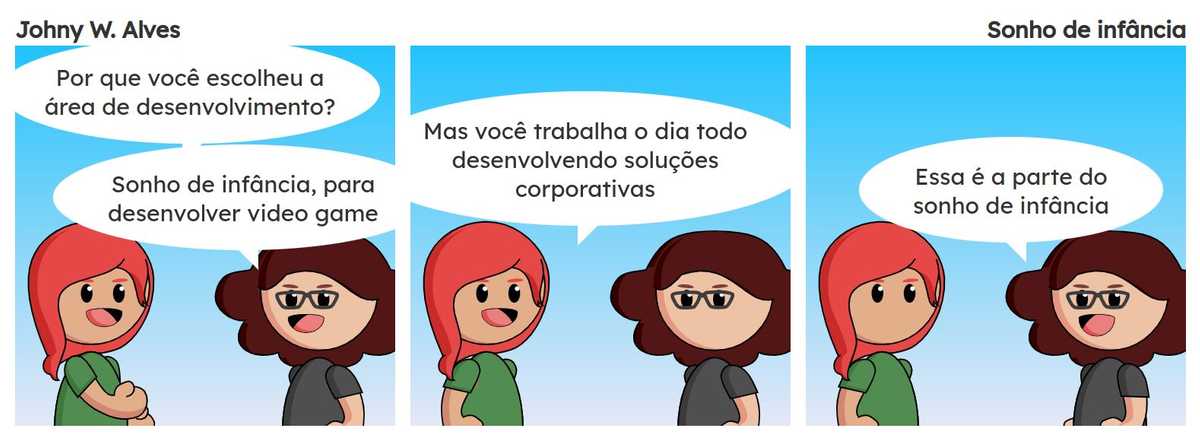 Johny W. Alves
Sonho de infância
Por que você escolheu a
área de desenvolvimento?
Sonho de infância, para
desenvolver video game
Mas você trabalha o dia todo
desenvolvendo soluções
corporativas
Essa é a parte do
sonho de infância